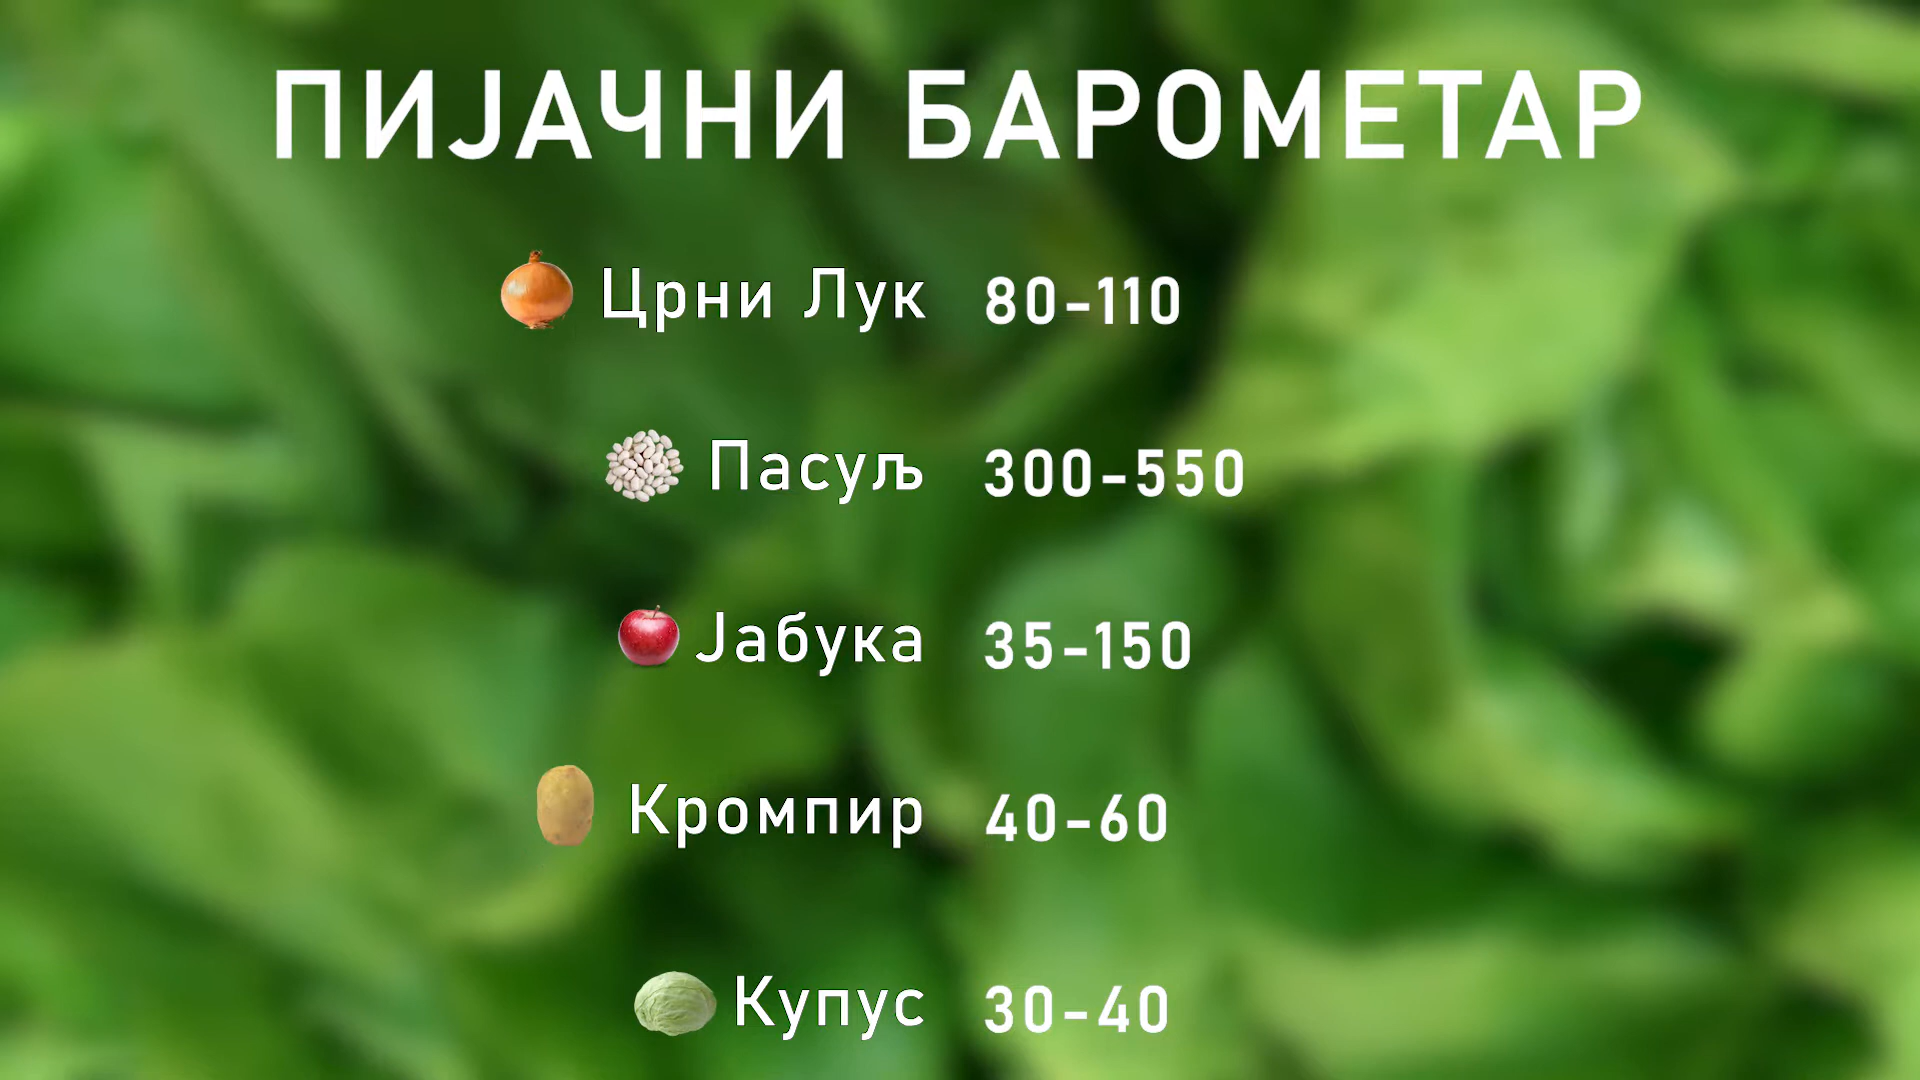 ПИЈАЧНИ БАРОМЕТАР
Црни Лук 80-110
Пасуљ 300-550
Јабука 35-150
Кромпир 40-60
Купус 30-40